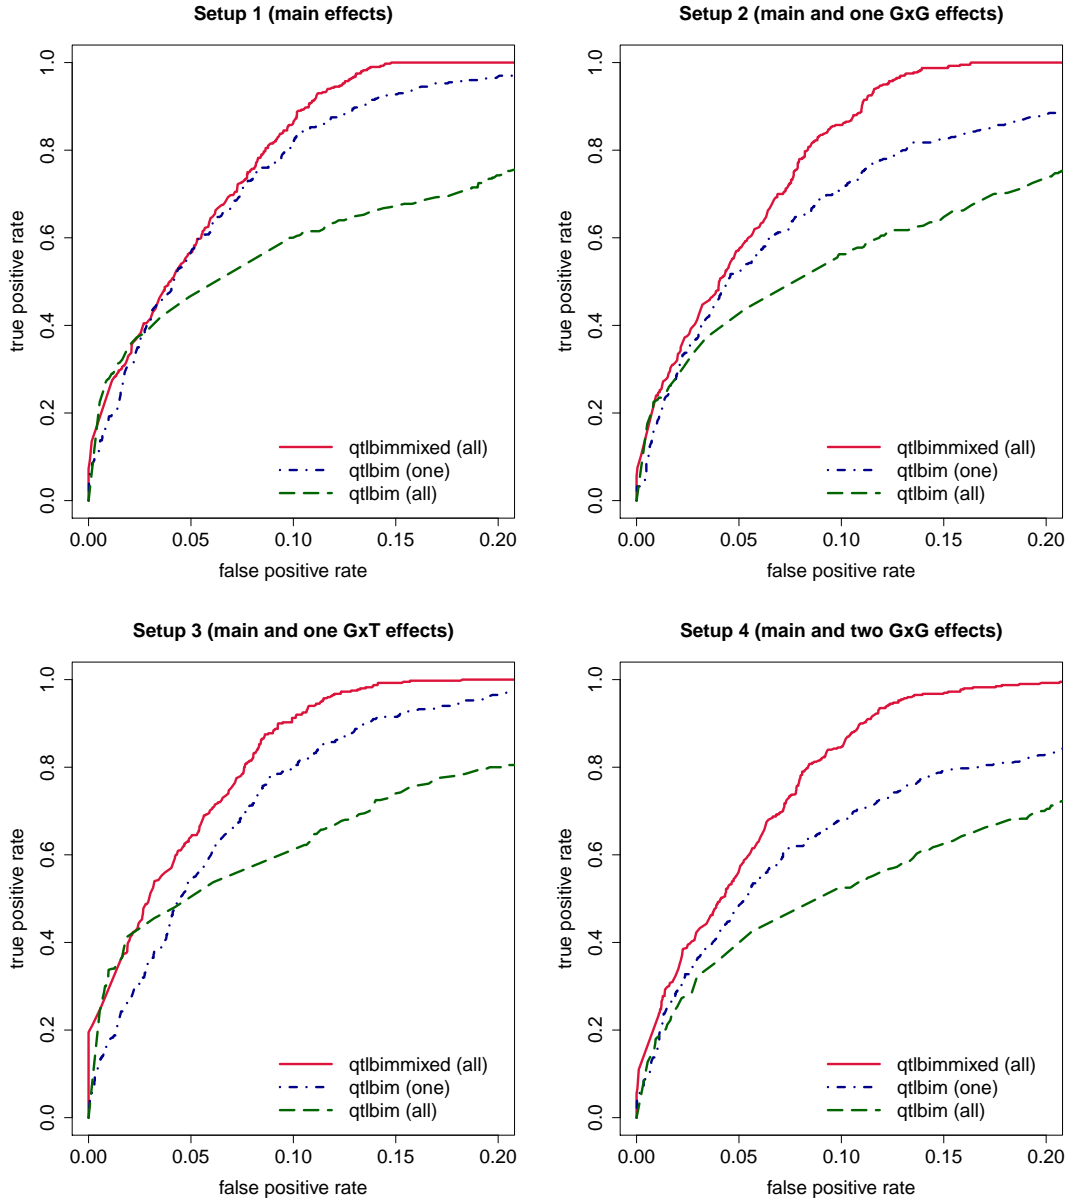 Setup 1 (main effects)
true positive rate
0.0 0.2 0.4 0.6 0.8 1.0
qtlbimmixed (all)
qtlbim (one)
qtlbim (all)
0.00 0.05 0.10 0.15 0.20
false positive rate
Setup 2 (main and one GxG effects)
true positive rate
0.0 0.2 0.4 0.6 0.8 1.0
qtlbimmixed (all)
qtlbim (one)
qtlbim (all)
0.00 0.05 0.10 0.15 0.20
false positive rate
Setup 3 (main and one GxT effects)
true positive rate
0.0 0.2 0.4 0.6 0.8 1.0
qtlbimmixed (all)
qtlbim (one)
qtlbim (all)
0.00 0.05 0.10 0.15 0.20
false positive rate
Setup 4 (main and two GxG effects)
true positive rate
0.0 0.2 0.4 0.6 0.8 1.0
qtlbimmixed (all)
qtlbim (one)
qtlbim (all)
0.00 0.05 0.10 0.15 0.20
false positive rate